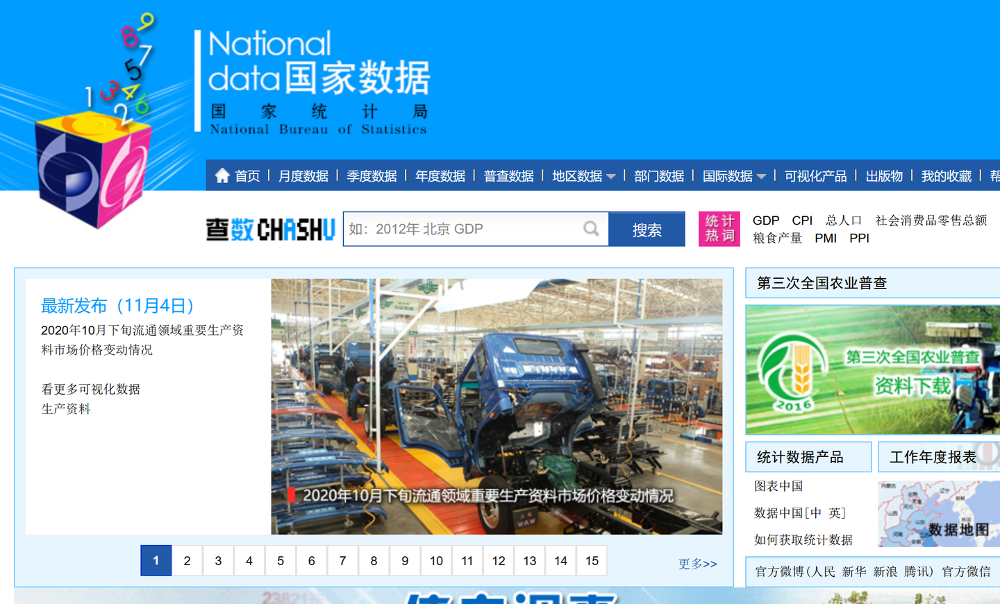 National
data国家数据
国家统计局
National Bureau of Statistics
首页 | 月度数据 | 季度数据 | 年度数据 | 普查数据 | 地区数据 | 部门数据 | 国际数据 | 可视化产品 | 出版物 | 我的收藏 | 帮
查数CHASHU
如：2012年 北京 GDP
搜索
统计热词
GDP CPI 总人口 社会消费品零售总额
粮食产量 PMI PPI
最新发布（11月4日）
2020年10月下旬流通领域重要生产资
料市场价格变动情况
看更多可视化数据
生产资料
2020年10月下旬流通领域重要生产资料市场价格变动情况
1 2 3 4 5 6 7 8 9 10 11 12 13 14 15
更多>>
第三次全国农业普查
第三次全国农业普查
资料下载
2016
统计数据产品
工作年度报表
图表中国
数据中国[中 英]
如何获取统计数据
数据地图
官方微博(人民 新华 新浪 腾讯) 官方微信